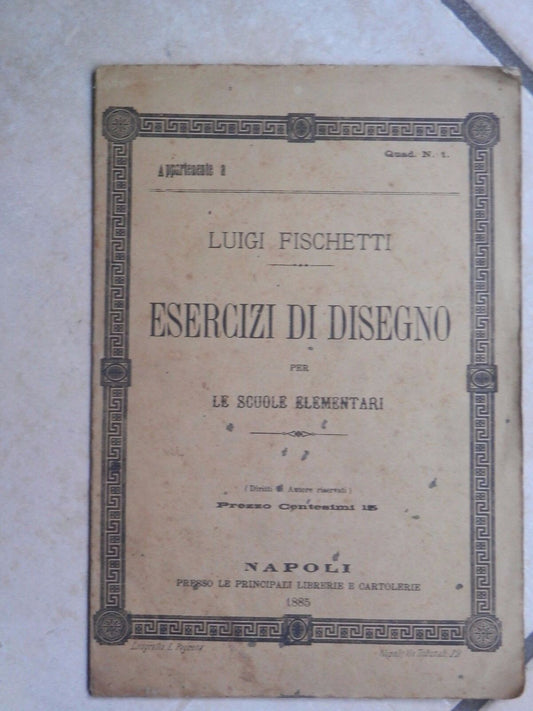 Quad. N. 1.
Appartenente a
LUIGI FISCHETTI
ESERCIZI DI DISEGNO
PER
LE SCUOLE ELEMENTARI
(Diritti di Autore riservati)
Prezzo Centesimi 15
NAPOLI
PRESSO LE PRINCIPALI LIBRERIE E CARTOLERIE
1885
Napoli